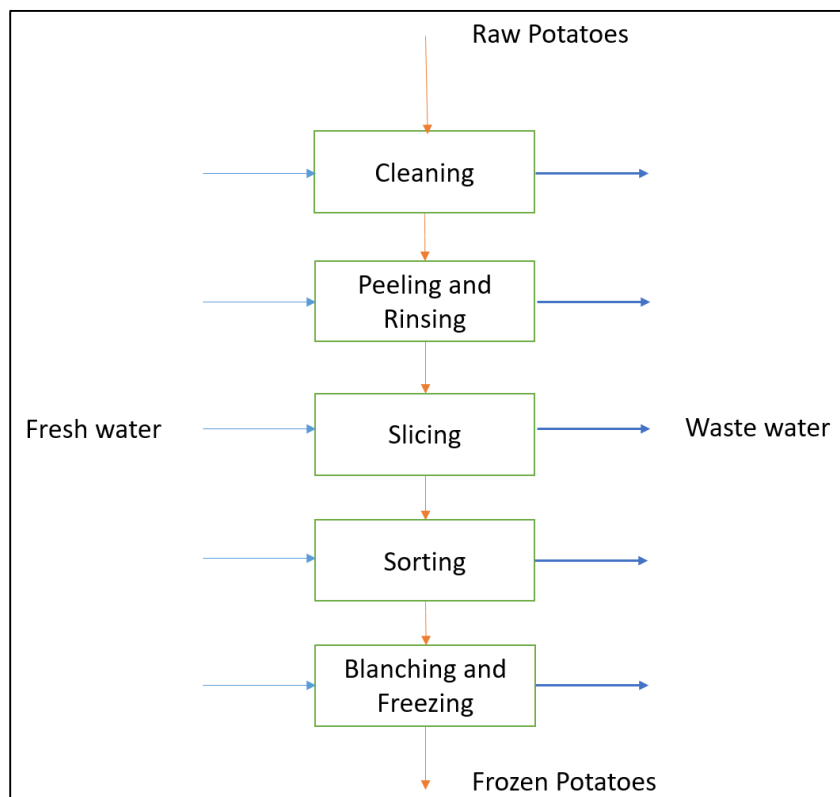 Raw Potatoes
Cleaning
Peeling and
Rinsing
Fresh water
Slicing
Waste water
Sorting
Blanching and
Freezing
Frozen Potatoes